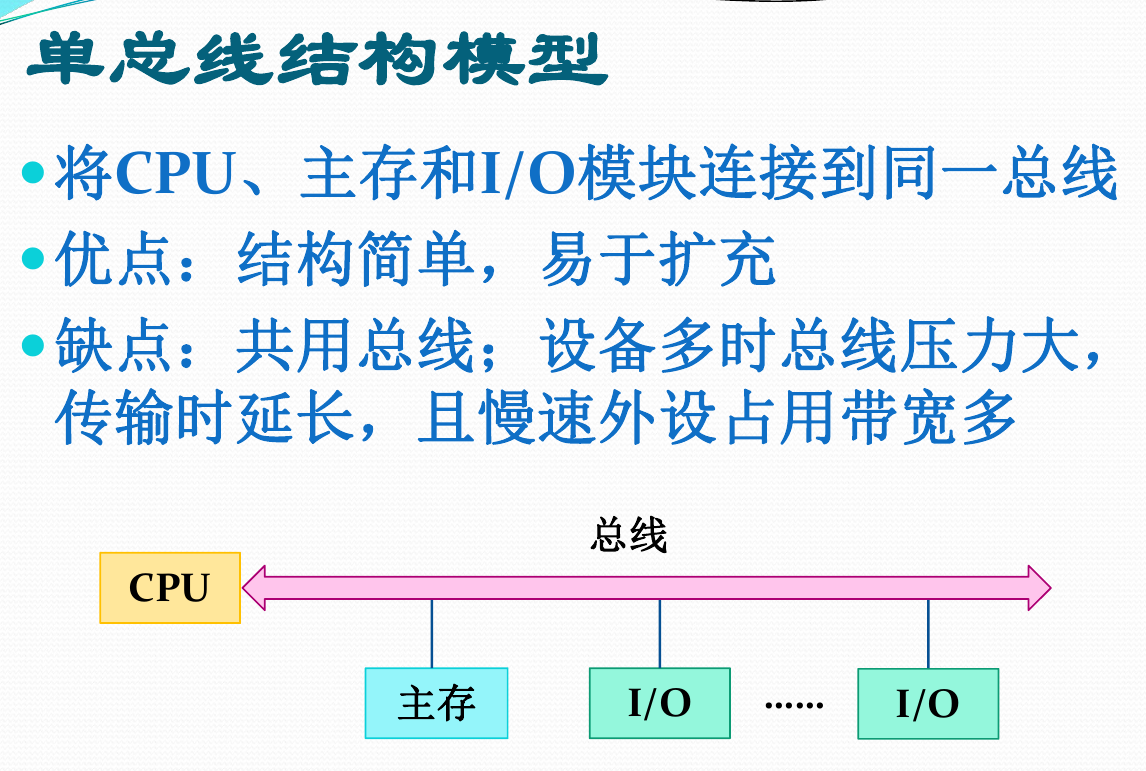 单总线结构模型
将CPU、主存和I/O模块连接到同一总线
优点：结构简单，易于扩充
缺点：共用总线；设备多时总线压力大，
传输时延长，且慢速外设占用带宽多
总线
CPU
主存
I/O
……
I/O